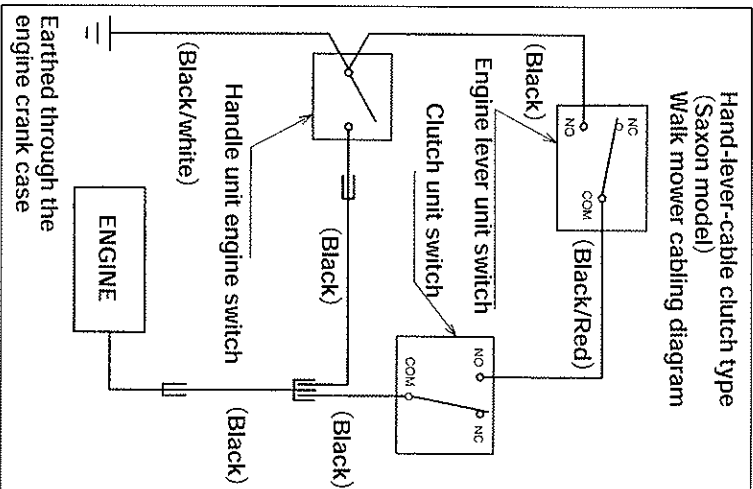 Hand-lever-cable clutch type
(Saxon model)
Walk mower cabling diagram
Engine lever unit switch
Clutch unit switch
Handle unit engine switch
NC
NO
COM
(Black)
(Black/Red)
NO
NC
COM
(Black/white)
(Black)
(Black)
(Black)
ENGINE
Earthed through the
engine crank case